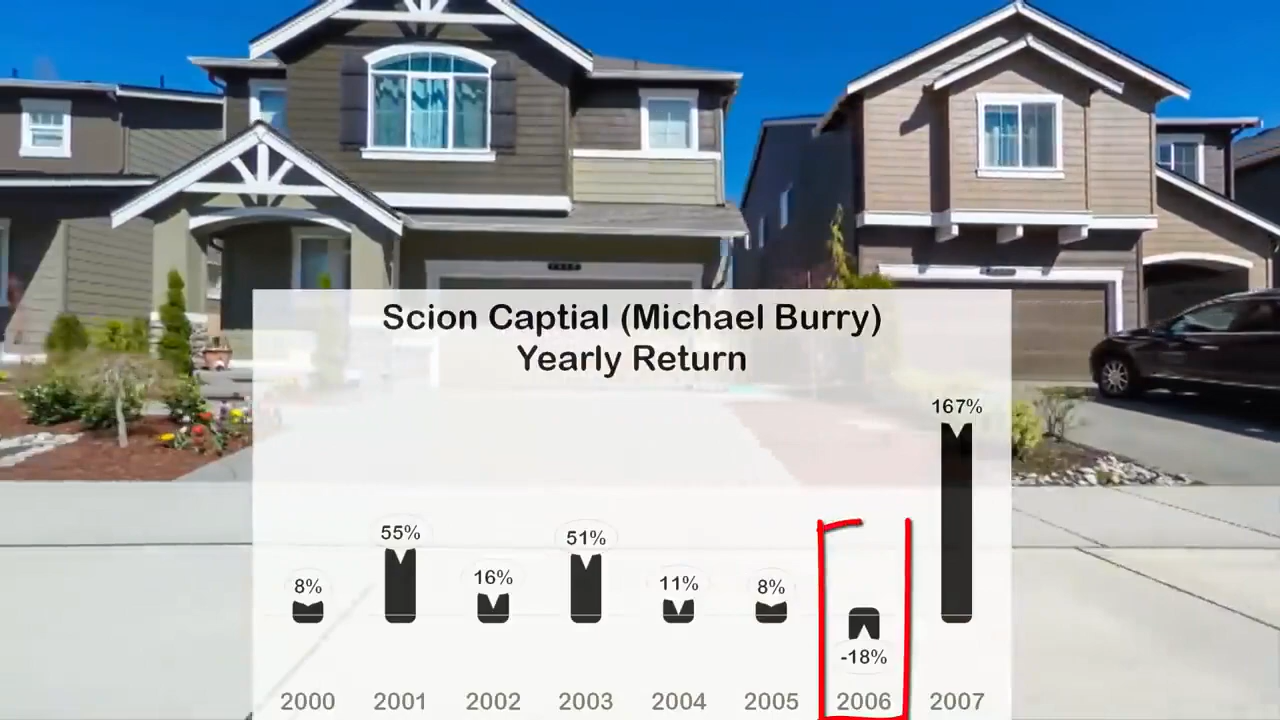 Scion Captial (Michael Burry)
Yearly Return
167%
55%
51%
16%
11%
8%
8%
-18%
2000 2001 2002 2003 2004 2005 2006 2007